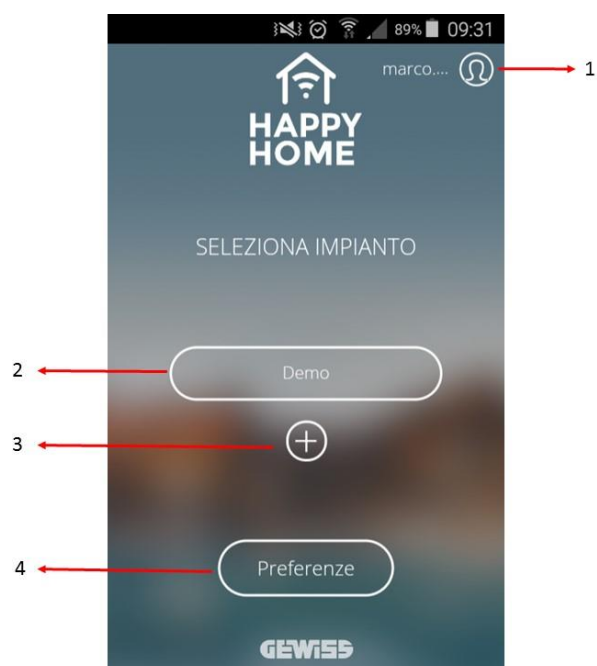 89% 09:31
marco.... 1
HAPPY
HOME
SELEZIONA IMPIANTO
2 Demo
3
4 Preferenze
GEWISS